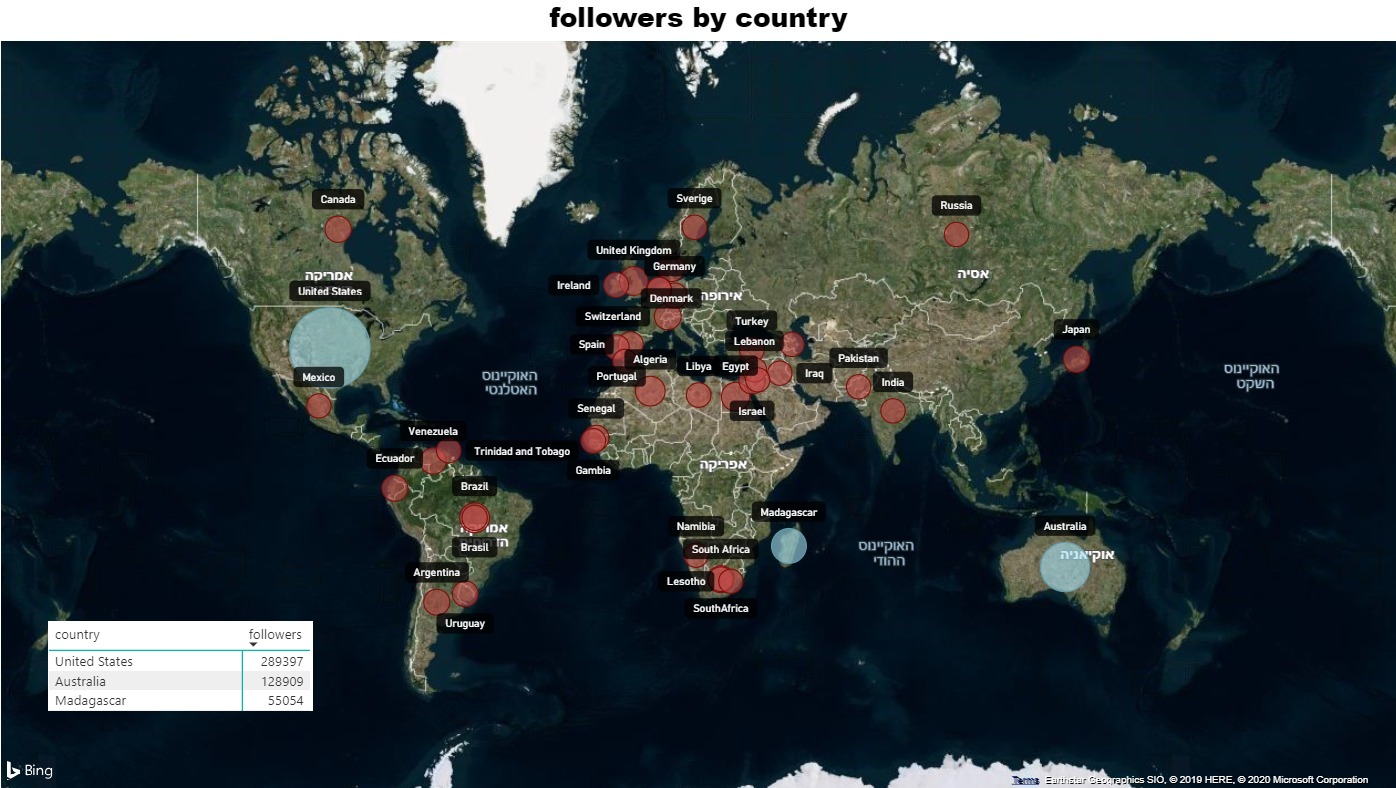 followers by country
Canada
Sverige
Russia
United Kingdom
Germany
Ireland
אמריקה
אסיה
United States
Denmark
אירופה
Switzerland
Turkey
Japan
Spain
Lebanon
Algeria
Pakistan
Libya
Egypt
האוקיינוס
השקט
Mexico
האוקיינוס
האטלנטי
Portugal
Iraq
India
Senegal
Israel
Venezuela
Trinidad and Tobago
Ecuador
Gambia
אפריקה
Brazil
Madagascar
Namibia
Australia
Brasil
South Africa
האוקיינוס
ההודי
אוקיאניה
Argentina
Lesotho
SouthAfrica
Uruguay
country followers
United States 289397
Australia 128909
Madagascar 55054
Bing
Terms Earthstar Geographics SIO, © 2019 HERE, © 2020 Microsoft Corporation